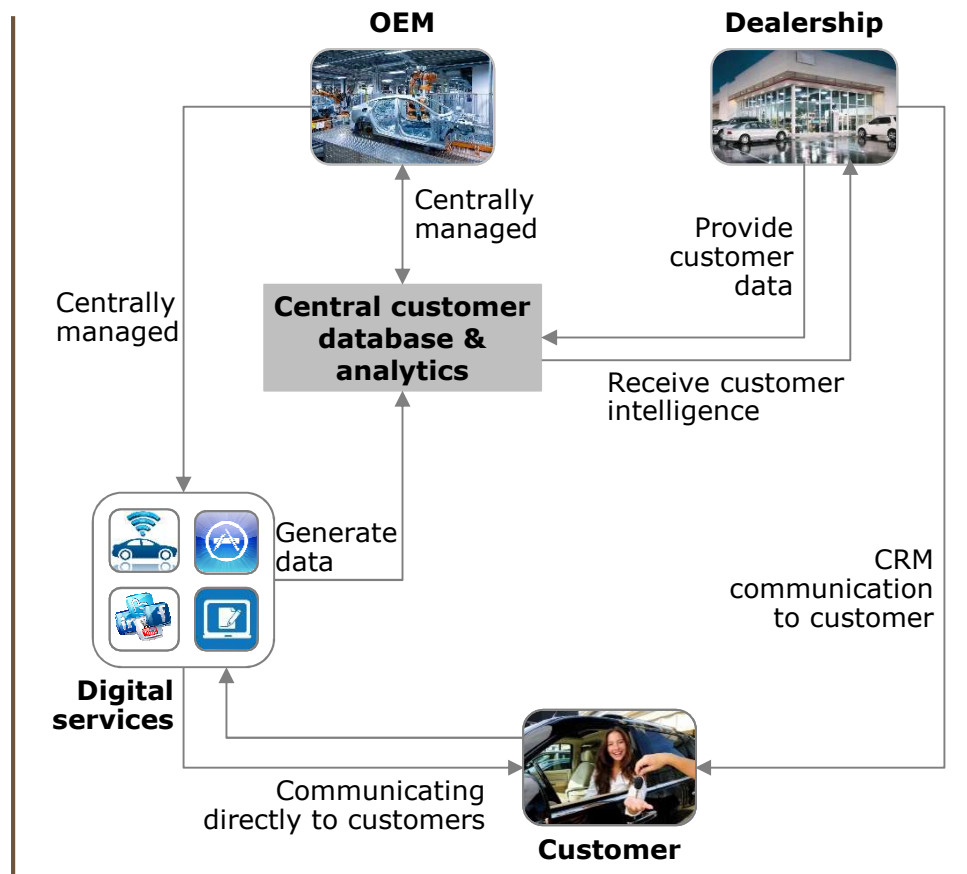 OEM
Dealership
Centrally
managed
Provide
customer
data
Centrally
managed
Central customer
database &
analytics
Receive customer
intelligence
Generate
data
CRM
communication
to customer
Digital
services
Communicating
directly to customers
Customer